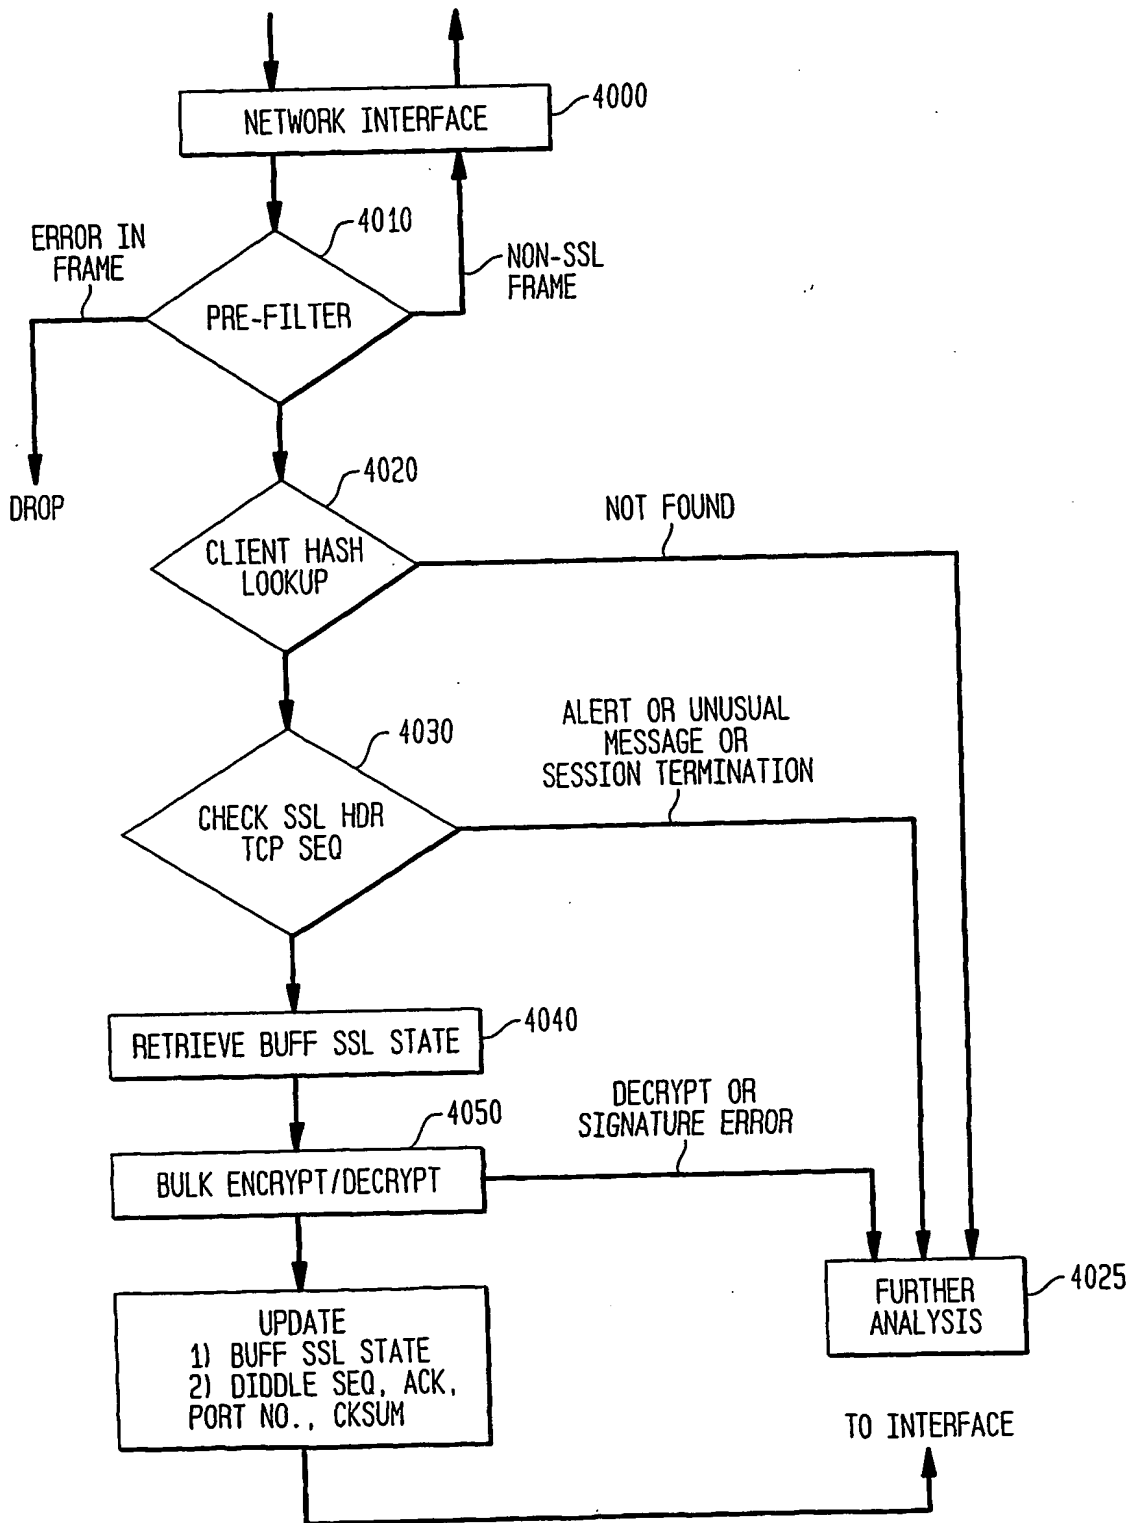 NETWORK INTERFACE
4000
4010
ERROR IN
FRAME
NON-SSL
FRAME
PRE-FILTER
DROP
4020
CLIENT HASH
LOOKUP
NOT FOUND
4030
ALERT OR UNUSUAL
MESSAGE OR
SESSION TERMINATION
CHECK SSL HDR
TCP SEQ
4040
RETRIEVE BUFF SSL STATE
4050
DECRYPT OR
SIGNATURE ERROR
BULK ENCRYPT/DECRYPT
4025
FURTHER
ANALYSIS
UPDATE
1) BUFF SSL STATE
2) DIDDLE SEQ, ACK,
PORT NO., CKSUM
TO INTERFACE